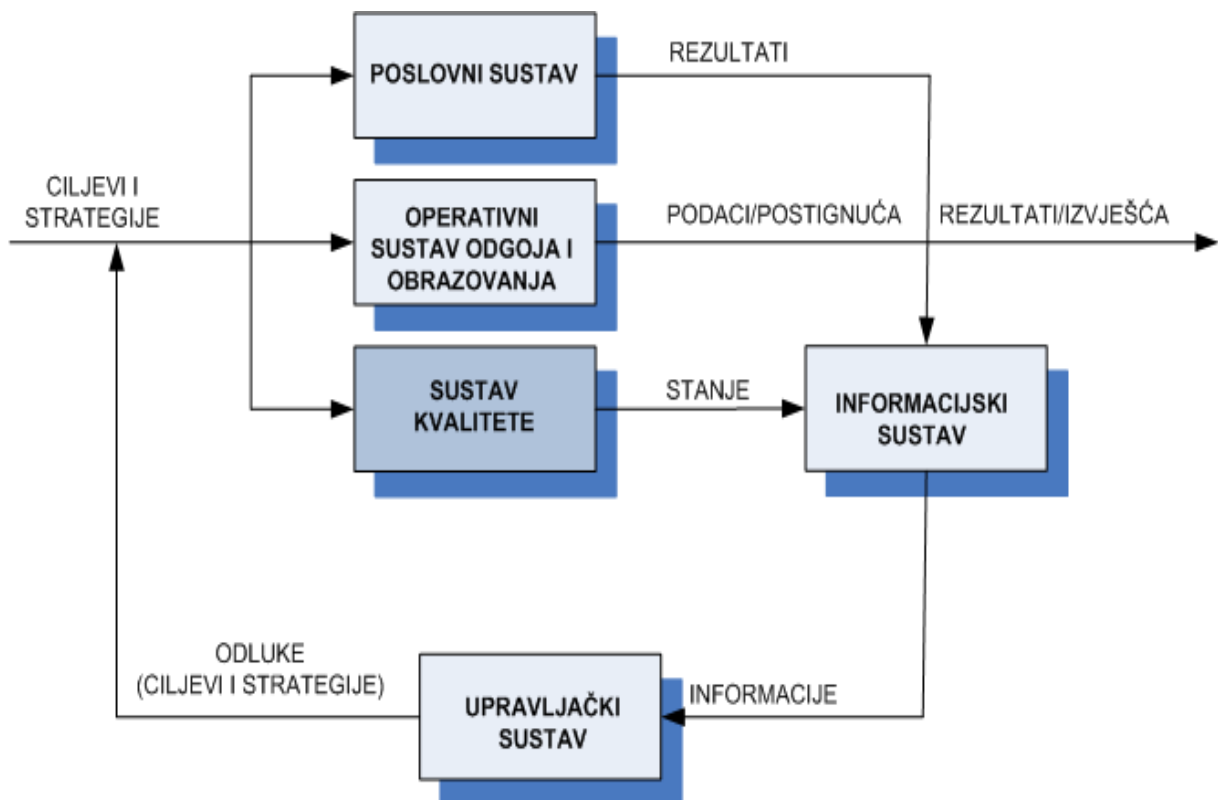 POSLOVNI SUSTAV
REZULTATI
CILJEVI I
STRATEGIJE
OPERATIVNI
SUSTAV ODGOJA I
OBRAZOVANJA
PODACI/POSTIGNUĆA
REZULTATI/IZVJEŠĆA
SUSTAV
KVALITETE
STANJE
INFORMACIJSKI
SUSTAV
ODLUKE
(CILJEVI I STRATEGIJE)
UPRAVLJAČKI
SUSTAV
INFORMACIJE